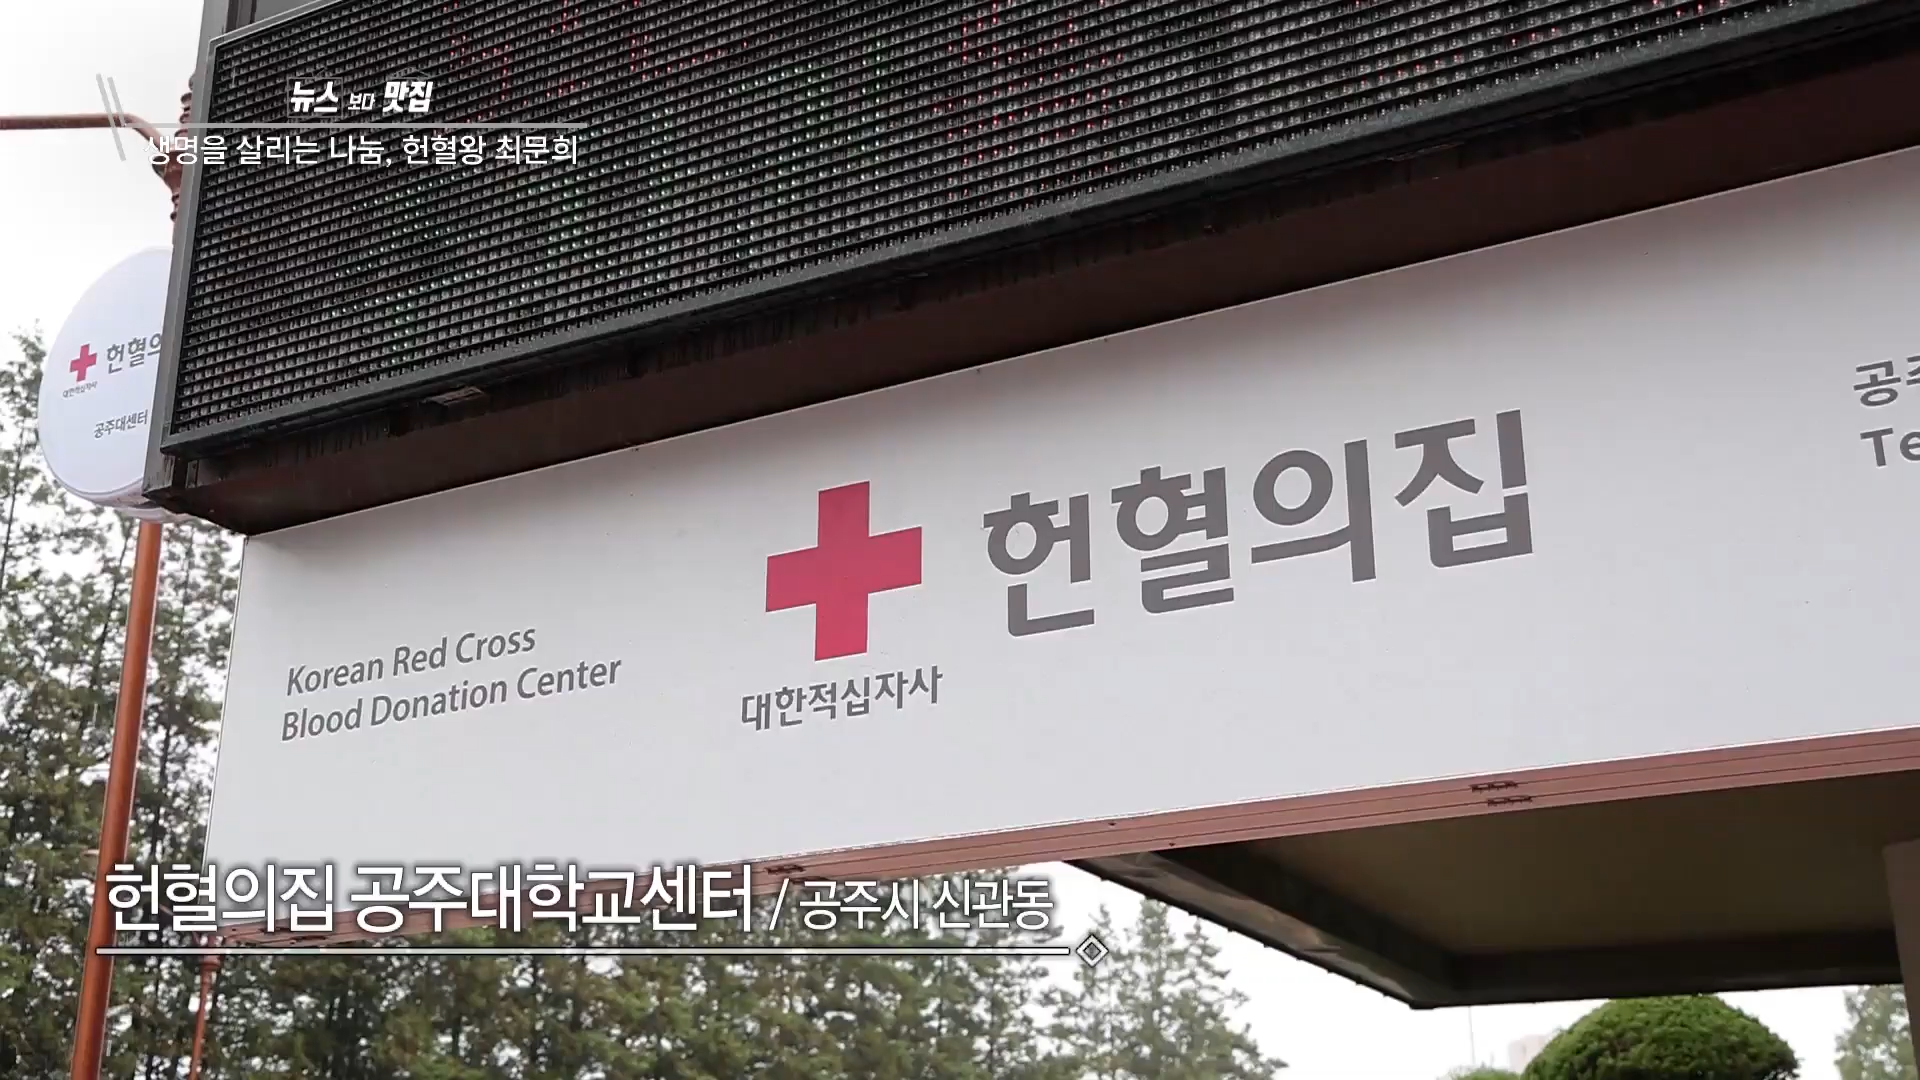 뉴스 보다 맛집
생명을 살리는 나눔, 헌혈왕 최문희
헌혈의
대한적십자사
공주대센터
헌혈의집
대한적십자사
Korean Red Cross
Blood Donation Center
공주
Te
헌혈의집 공주대학교센터 / 공주시 신관동